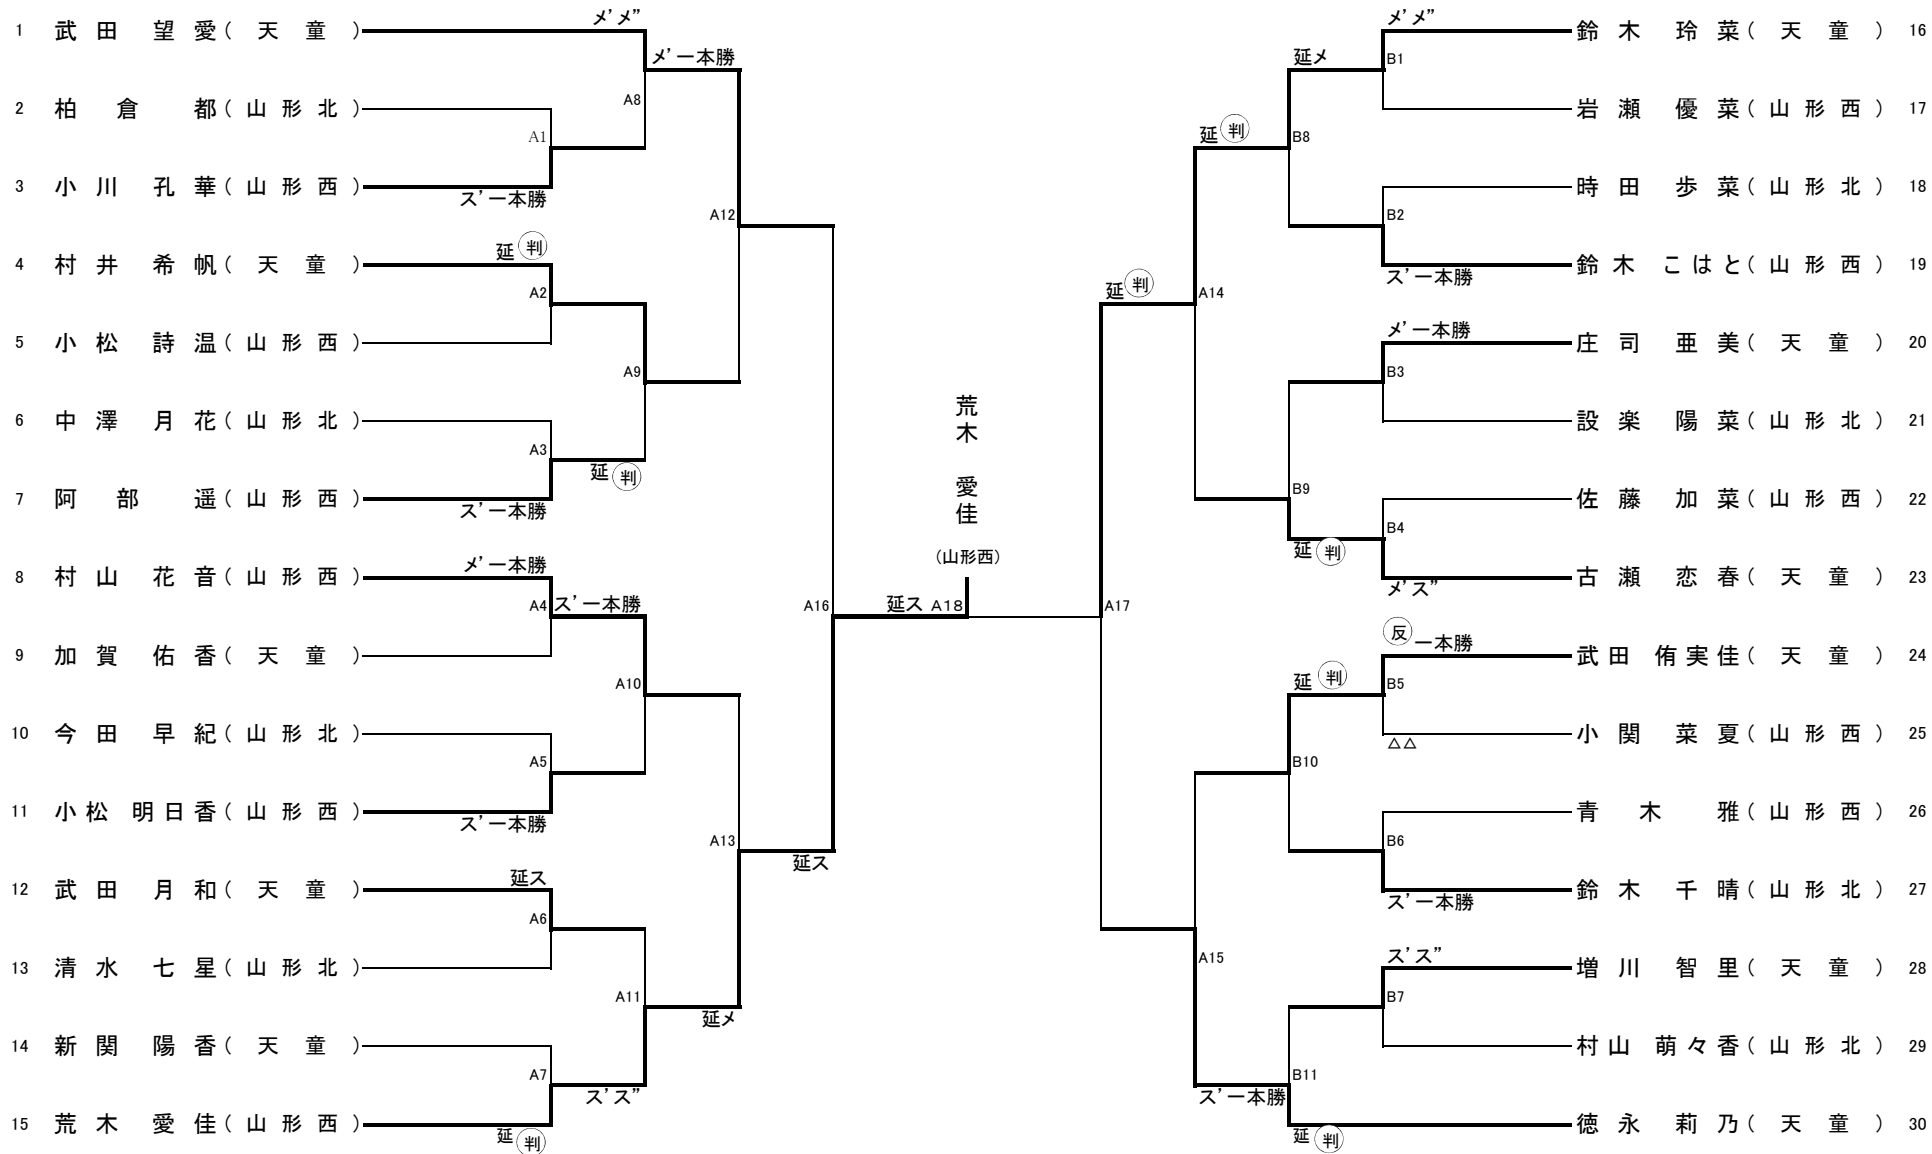 1 武田 望愛(天童) メ’メ”
メ’一本勝
A8
2 柏倉 都(山形北)
A1
3 小川 孔華(山形西) ス’一本勝
A12
4 村井 希帆(天童) 延 判
A2
5 小松 詩温(山形西)
A9
6 中澤 月花(山形北)
A3
延 判
7 阿部 遥(山形西) ス’一本勝
8 村山 花音(山形西) メ’一本勝
A4 ス’一本勝
A16
9 加賀 佑香(天童)
A10
10 今田 早紀(山形北)
A5
11 小松 明日香(山形西) ス’一本勝
A13
延ス
12 武田 月和(天童) 延ス
A6
13 清水 七星(山形北)
A11
延メ
14 新関 陽香(天童)
A7
ス’ス”
15 荒木 愛佳(山形西) 延 判
荒木 愛佳
(山形西)
延ス A18
メ’メ” 鈴木 玲菜(天童) 16
延メ B1
岩瀬 優菜(山形西) 17
延 判 B8
時田 歩菜(山形北) 18
B2
ス’一本勝 鈴木 こはと(山形西) 19
延 判 A14
メ’一本勝 庄司 亜美(天童) 20
B3
設楽 陽菜(山形北) 21
B9
佐藤 加菜(山形西) 22
B4
延 判
メ’ス” 古瀬 恋春(天童) 23
A17
反 一本勝 武田 侑実佳(天童) 24
延 判 B5
△△ 小関 菜夏(山形西) 25
B10
青木 雅(山形西) 26
B6
ス’一本勝 鈴木 千晴(山形北) 27
A15
ス’ス” 増川 智里(天童) 28
B7
村山 萌々香(山形北) 29
B11
ス’一本勝
延 判 徳永 莉乃(天童) 30